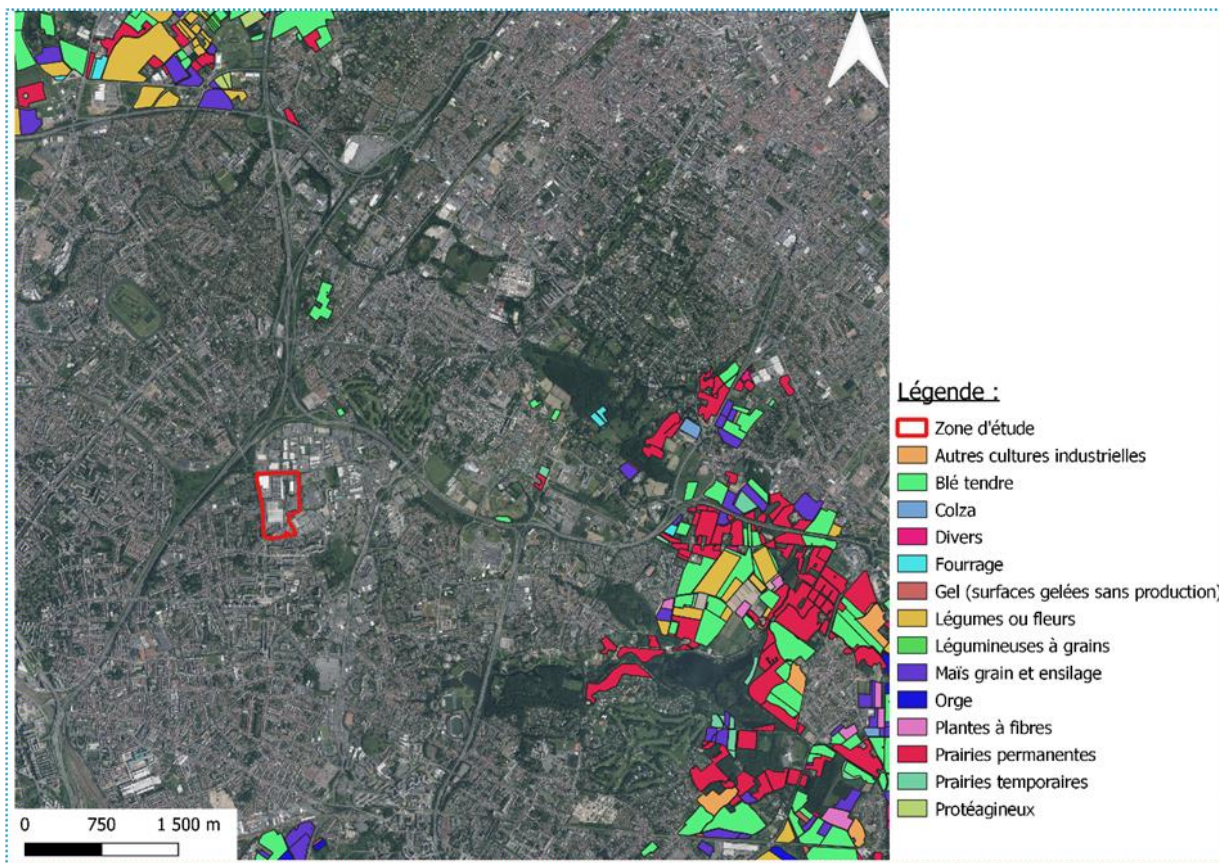 Légende :
Zone d'étude
Autres cultures industrielles
Blé tendre
Colza
Divers
Fourrage
Gel (surfaces gelées sans production)
Légumes ou fleurs
Légumineuses à grains
Maïs grain et ensilage
Orge
Plantes à fibres
Prairies permanentes
Prairies temporaires
Protéagineux
0 750 1 500 m